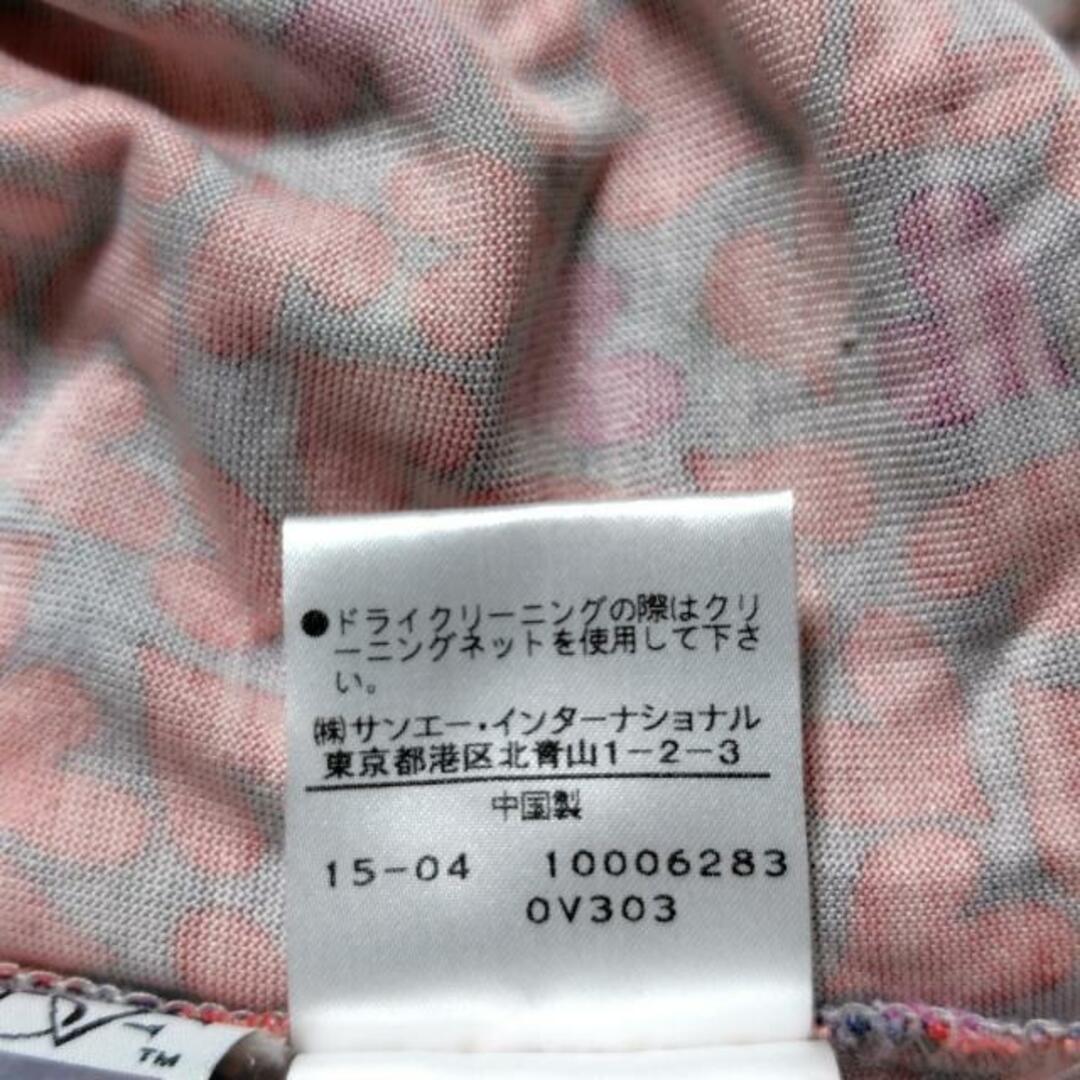 ●ドライクリーニングの際はクリ
ーニングネットを使用して下さ
い。
㈱サンエー・インターナショナル
東京都港区北青山1-2-3
中国製
15-04 10006283
0V303
TM